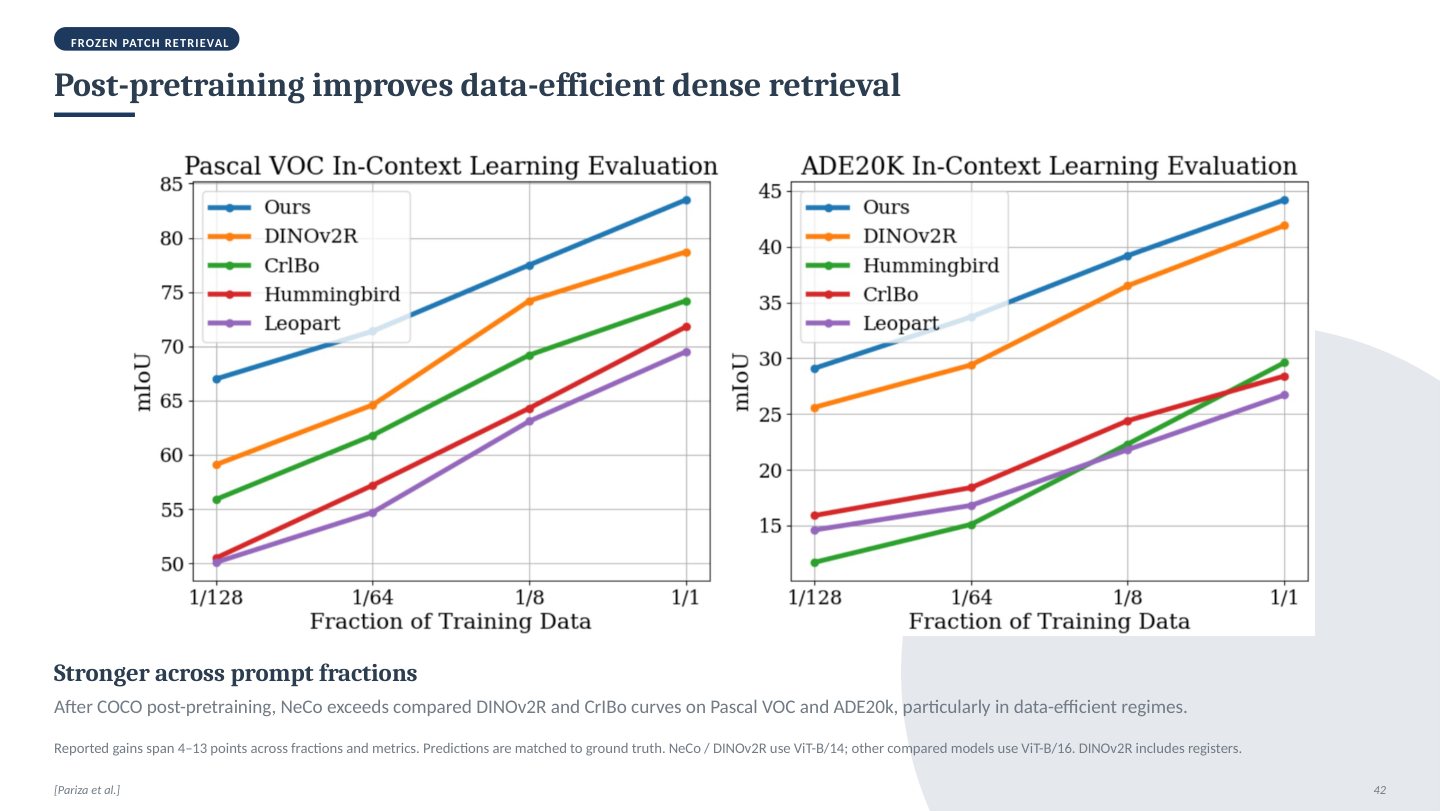 FROZEN PATCH RETRIEVAL
Post-pretraining improves data-efficient dense retrieval
Pascal VOC In-Context Learning Evaluation
85
80
75
70
65
60
55
50
mIoU
Ours
DINOv2R
CrlBo
Hummingbird
Leopart
1/128 1/64 1/8 1/1
Fraction of Training Data
ADE20K In-Context Learning Evaluation
45
40
35
30
25
20
15
mIoU
Ours
DINOv2R
Hummingbird
CrlBo
Leopart
1/128 1/64 1/8 1/1
Fraction of Training Data
Stronger across prompt fractions
After COCO post-pretraining, NeCo exceeds compared DINOv2R and CrIBo curves on Pascal VOC and ADE20k, particularly in data-efficient regimes.
Reported gains span 4–13 points across fractions and metrics. Predictions are matched to ground truth. NeCo / DINOv2R use ViT-B/14; other compared models use ViT-B/16. DINOv2R includes registers.
[Pariza et al.]
42